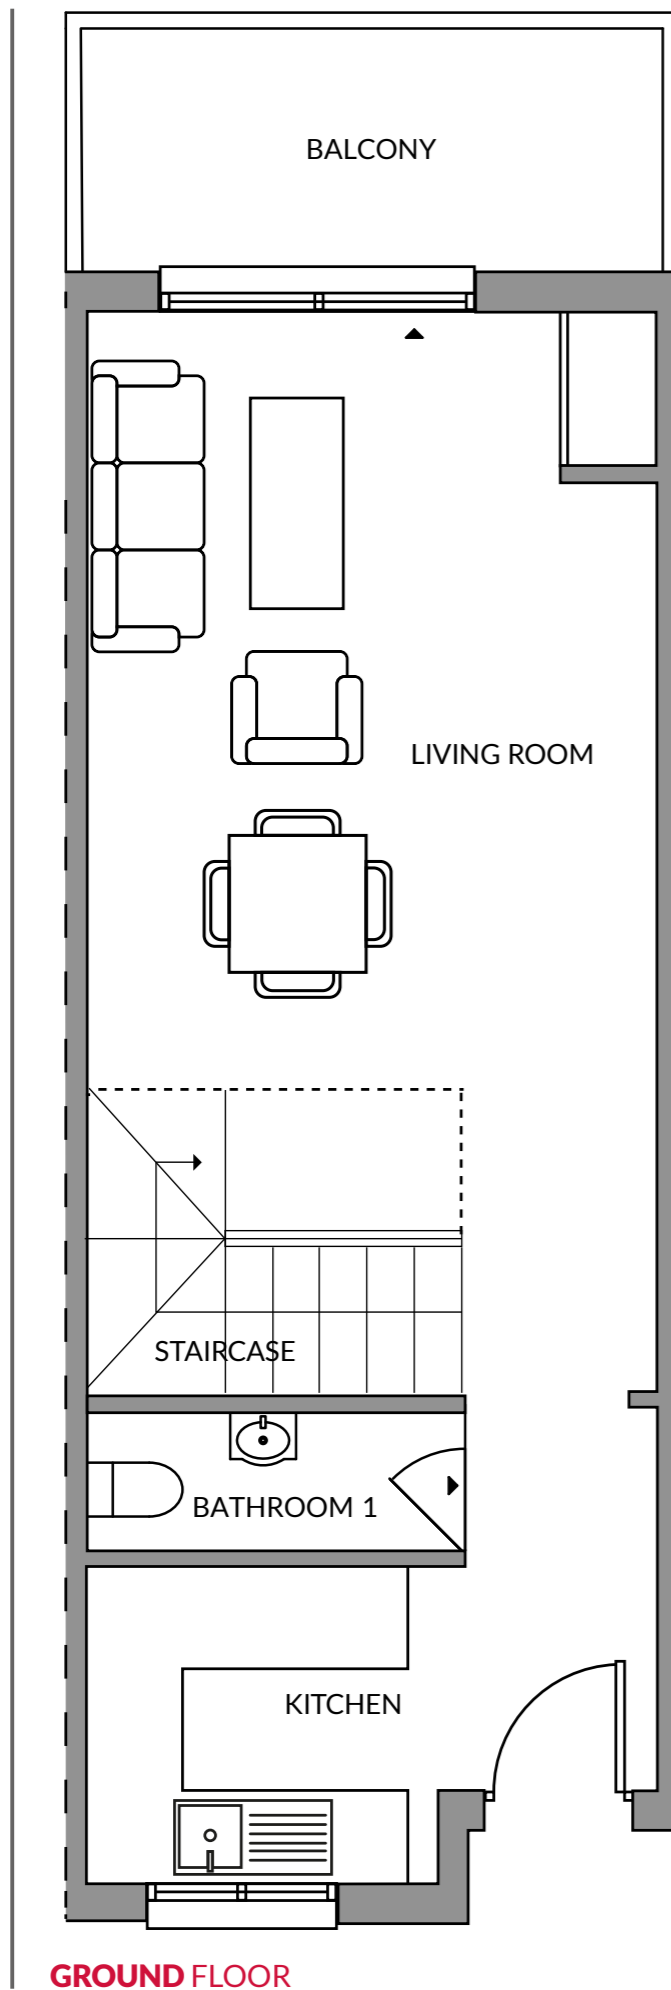 BALCONY
LIVING ROOM
STAIRCASE
BATHROOM 1
KITCHEN
GROUND FLOOR